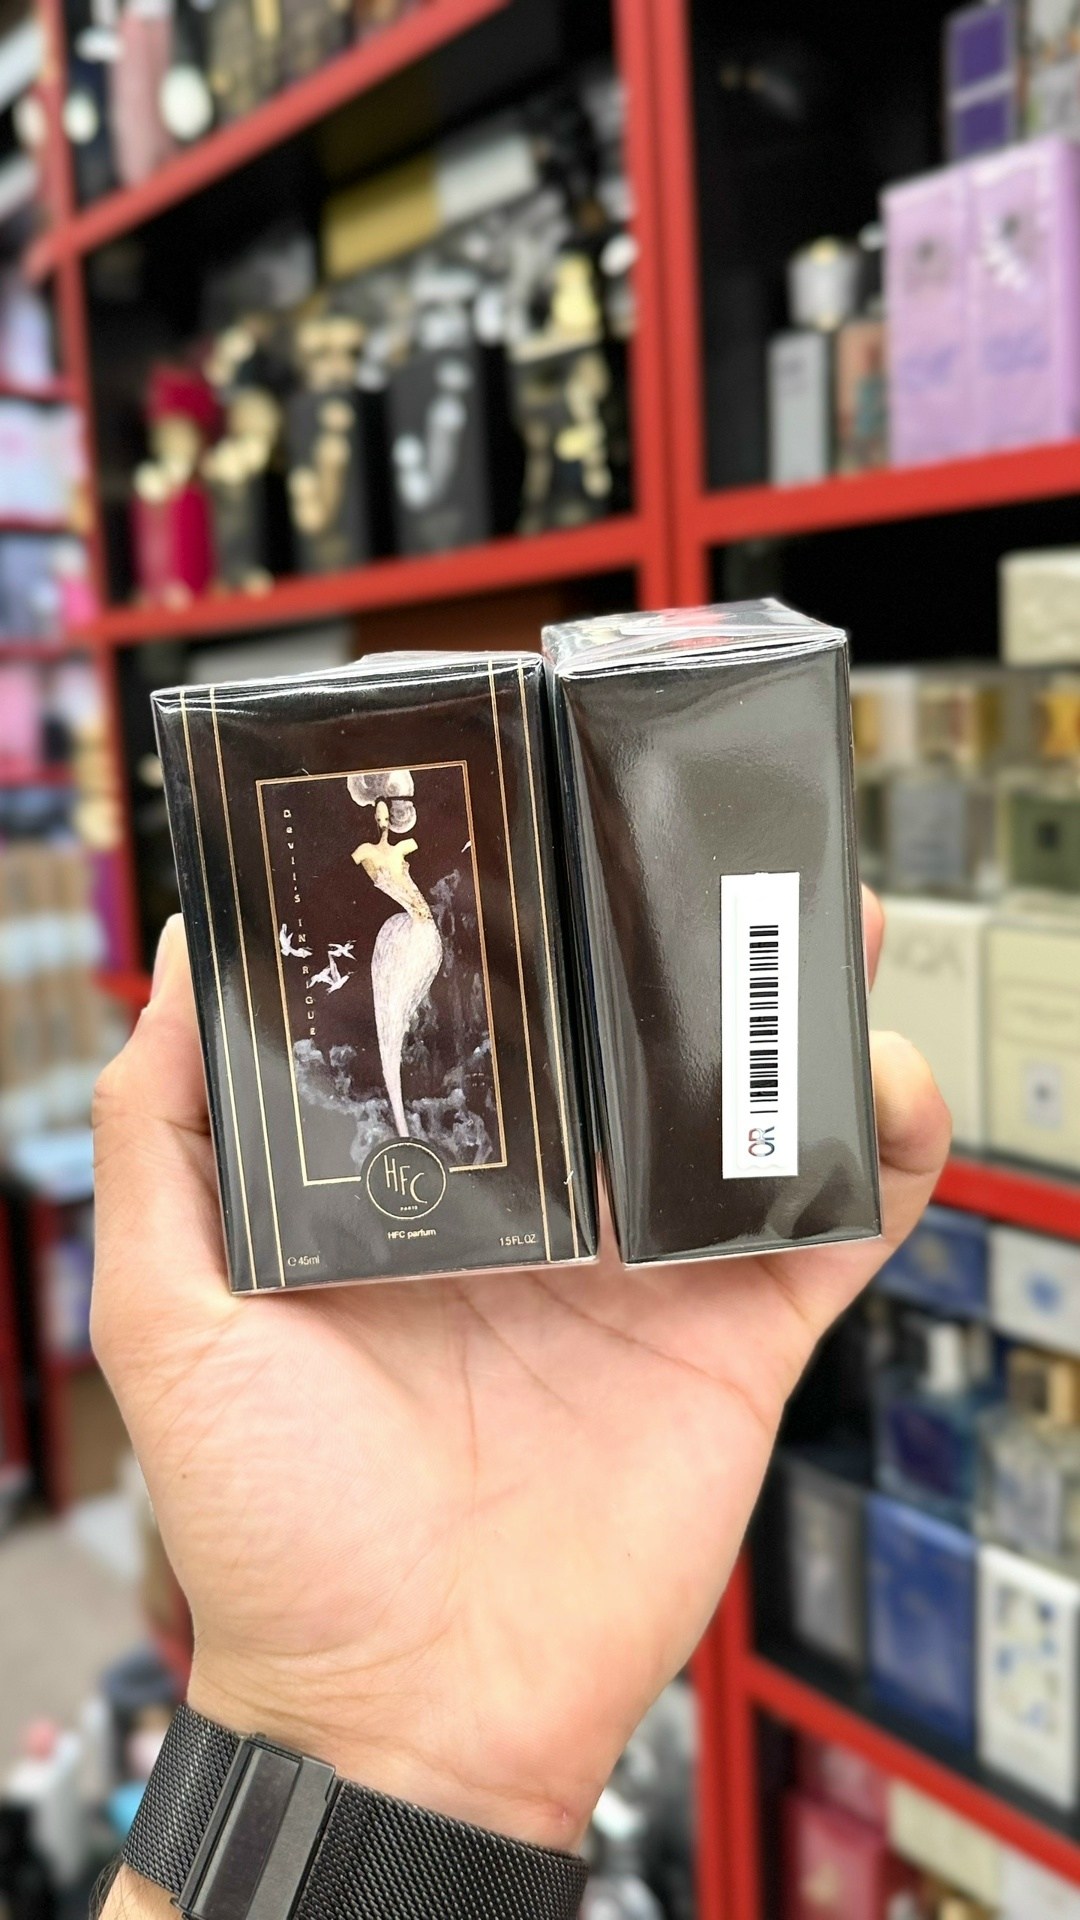 Devil's INTRIGUE
HFC
PARIS
HFC parfum
℮ 45ml
1.5 FL.OZ.
OR